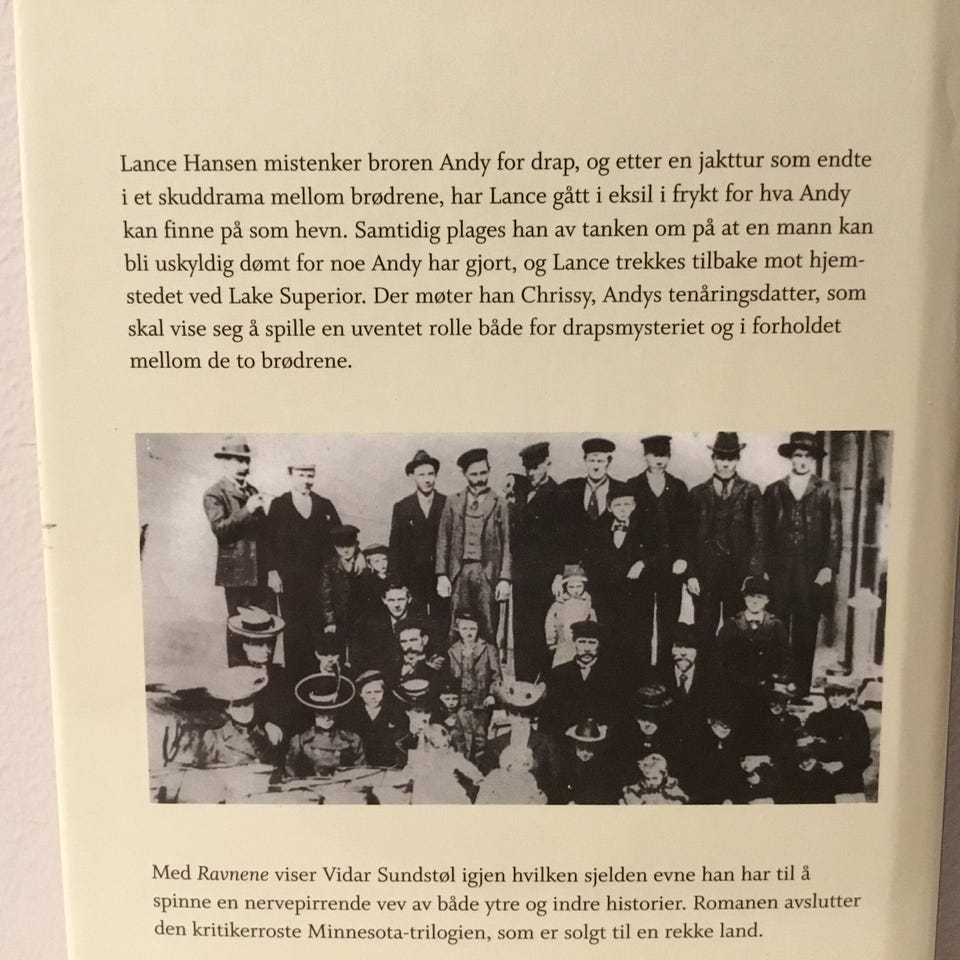 Lance Hansen mistenker broren Andy for drap, og etter en jakttur som endte
i et skuddrama mellom brødrene, har Lance gått i eksil i frykt for hva Andy
kan finne på som hevn. Samtidig plages han av tanken om på at en mann kan
bli uskyldig dømt for noe Andy har gjort, og Lance trekkes tilbake mot hjem-
stedet ved Lake Superior. Der møter han Chrissy, Andys tenåringsdatter, som
skal vise seg å spille en uventet rolle både for drapsmysteriet og i forholdet
mellom de to brødrene.
Med Ravnene viser Vidar Sundstøl igjen hvilken sjelden evne han har til å
spinne en nervepirrende vev av både ytre og indre historier. Romanen avslutter
den kritikerroste Minnesota-trilogien, som er solgt til en rekke land.